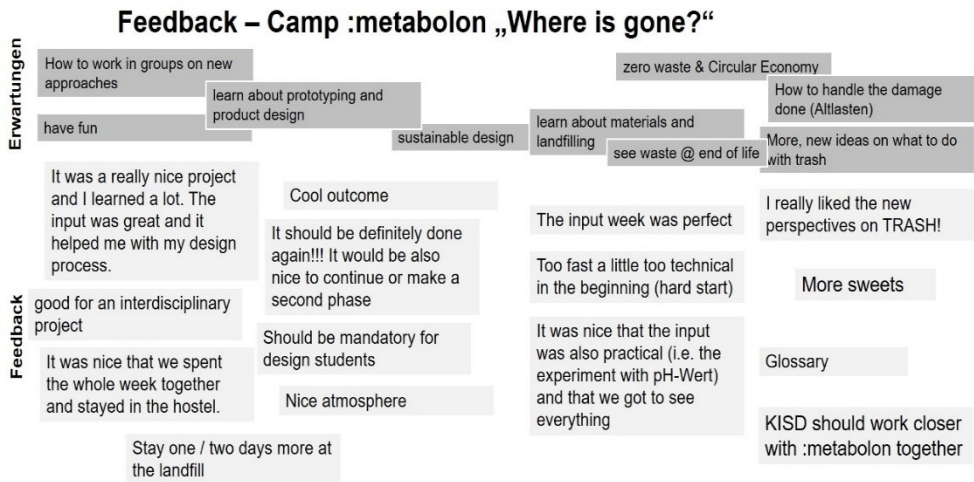 Feedback – Camp :metabolon „Where is gone?“
Erwartungen
How to work in groups on new
approaches
have fun
learn about prototyping and
product design
sustainable design
learn about materials and
landfilling
zero waste & Circular Economy
see waste @ end of life
How to handle the damage
done (Altlasten)
More, new ideas on what to do
with trash
Feedback
It was a really nice project
and I learned a lot. The
input was great and it
helped me with my design
process.
good for an interdisciplinary
project
It was nice that we spent
the whole week together
and stayed in the hostel.
Stay one / two days more at
the landfill
Cool outcome
It should be definitely done
again!!! It would be also
nice to continue or make a
second phase
Should be mandatory for
design students
Nice atmosphere
The input week was perfect
Too fast a little too technical
in the beginning (hard start)
It was nice that the input
was also practical (i.e. the
experiment with pH-Wert)
and that we got to see
everything
I really liked the new
perspectives on TRASH!
More sweets
Glossary
KISD should work closer
with :metabolon together